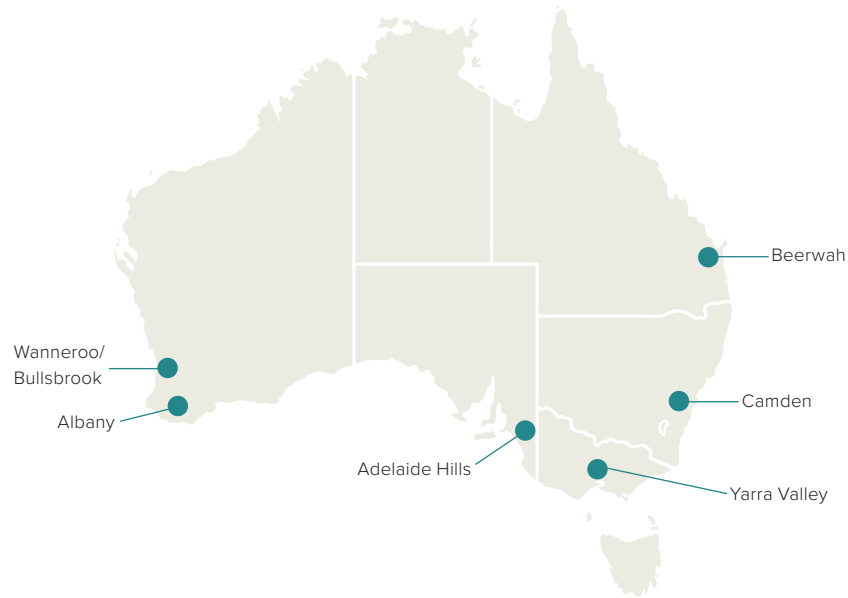 Beerwah
Wanneroo/
Bullsbrook
Camden
Albany
Adelaide Hills
Yarra Valley